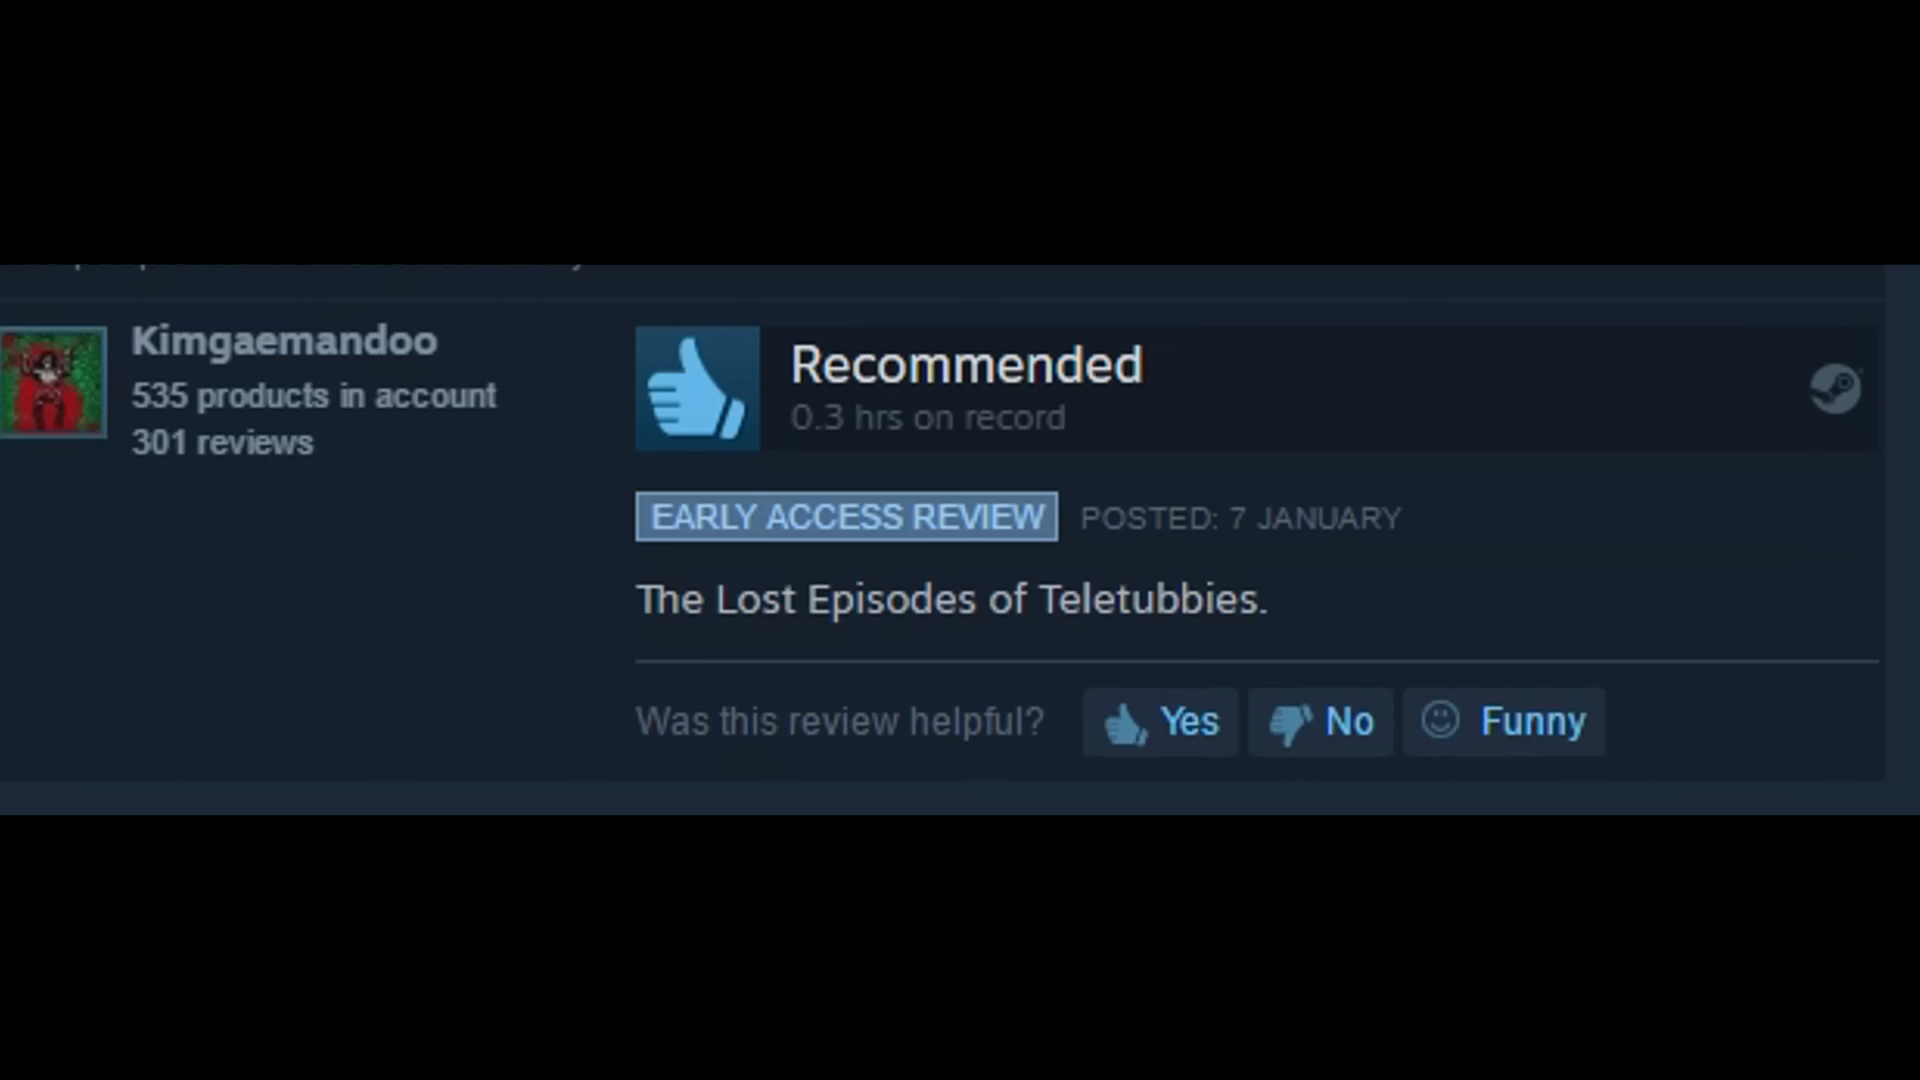 Kimgaemandoo
535 products in account
301 reviews
Recommended
0.3 hrs on record
EARLY ACCESS REVIEW POSTED: 7 JANUARY
The Lost Episodes of Teletubbies.
Was this review helpful? Yes No Funny